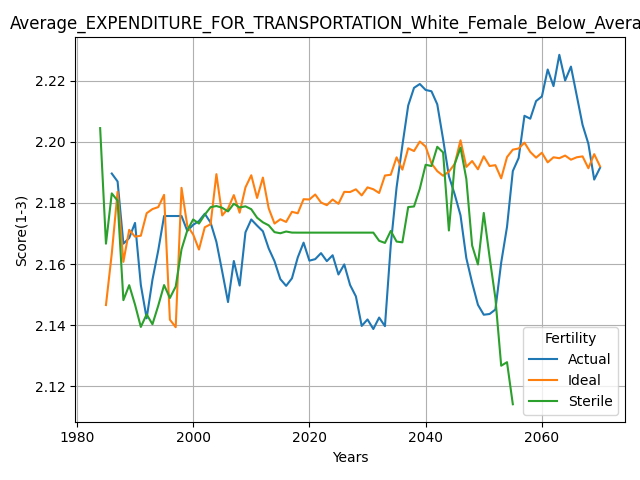 Average_EXPENDITURE_FOR_TRANSPORTATION_White_Female_Below_Avera
Score(1-3)
2.22
2.20
2.18
2.16
2.14
2.12
1980
2000
2020
2040
2060
Years
Fertility
Actual
Ideal
Sterile